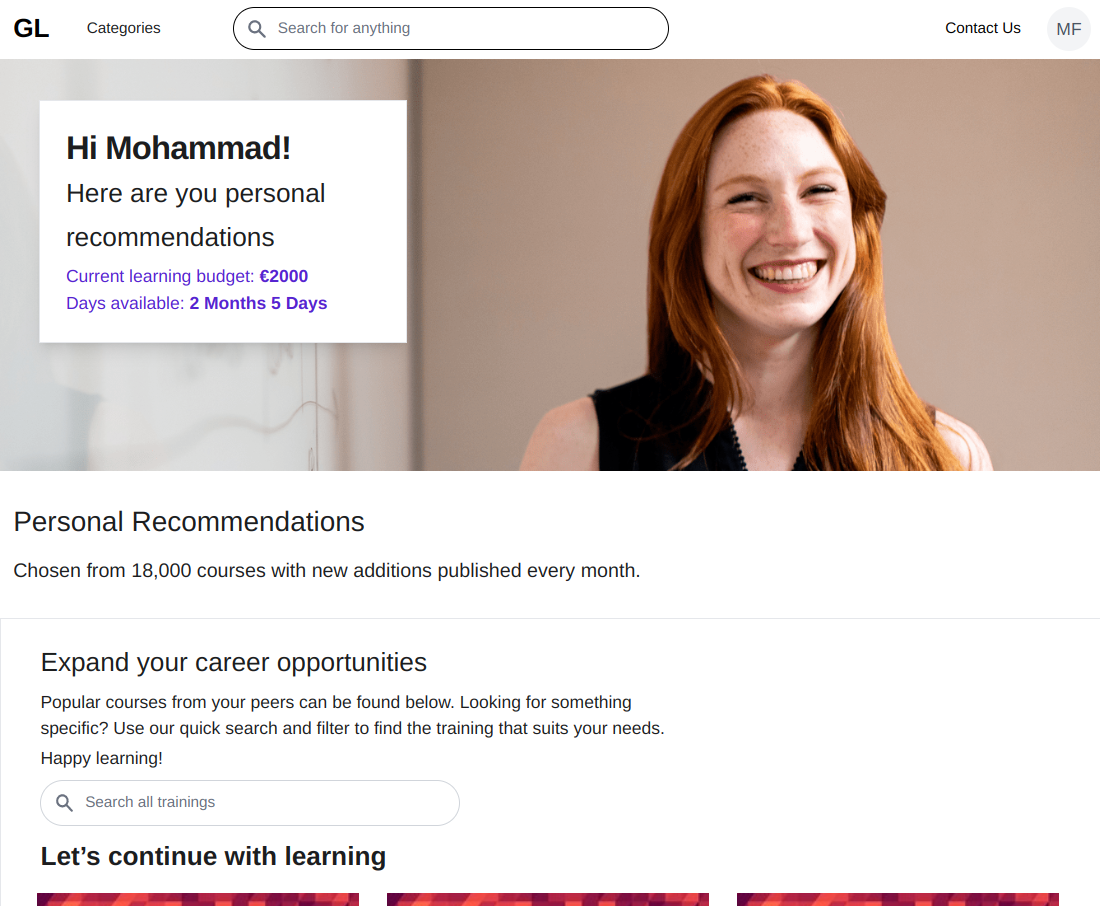 GL
Categories
Search for anything
Contact Us
MF
Hi Mohammad!
Here are you personal
recommendations
Current learning budget: €2000
Days available: 2 Months 5 Days
Personal Recommendations
Chosen from 18,000 courses with new additions published every month.
Expand your career opportunities
Popular courses from your peers can be found below. Looking for something
specific? Use our quick search and filter to find the training that suits your needs.
Happy learning!
Search all trainings
Let’s continue with learning